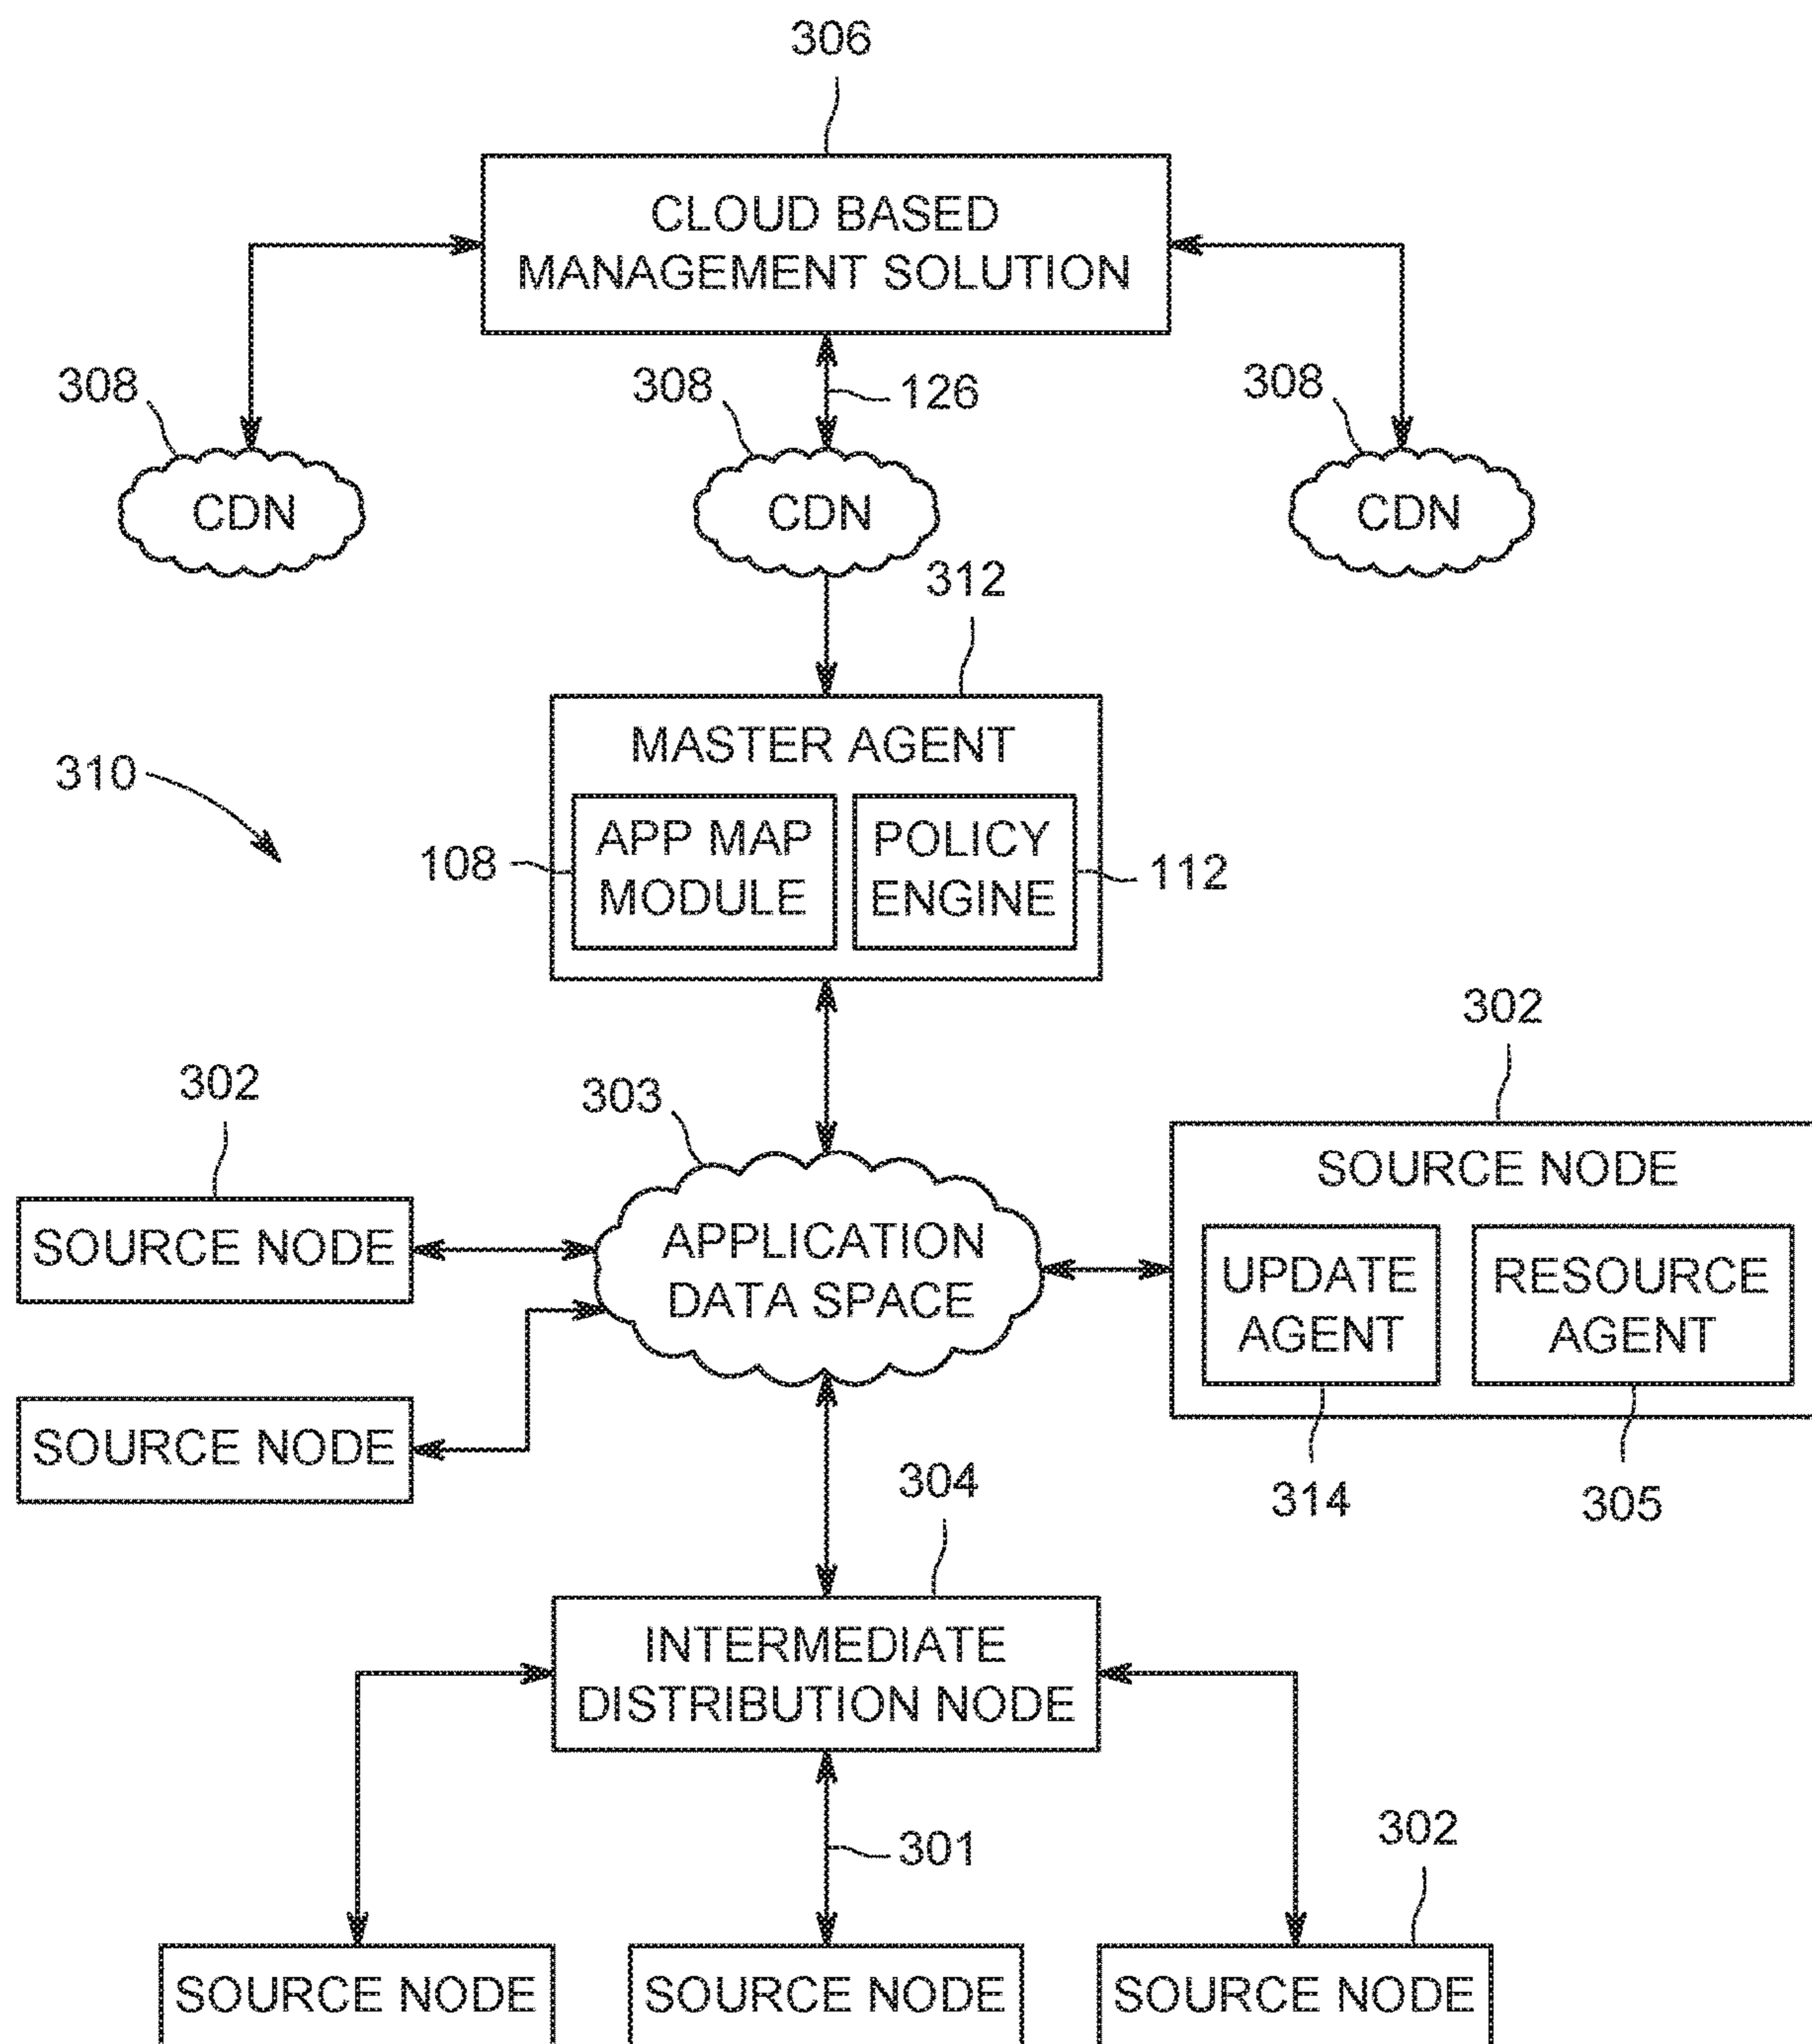 306
CLOUD BASED
MANAGEMENT SOLUTION
308
308
126
308
CDN
CDN
CDN
312
MASTER AGENT
310
108
APP MAP
MODULE
POLICY
ENGINE
112
302
302
303
SOURCE NODE
SOURCE NODE
APPLICATION
DATA SPACE
UPDATE
AGENT
RESOURCE
AGENT
SOURCE NODE
304
314
305
INTERMEDIATE
DISTRIBUTION NODE
301
302
SOURCE NODE
SOURCE NODE
SOURCE NODE